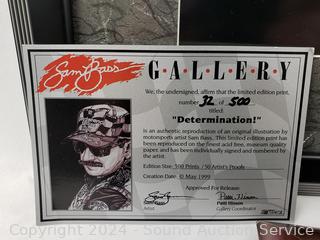 Sam Bass
G·A·L·L·E·R·Y
We, the undersigned, affirm that the limited edition print,
number 32 of 500
titled:
"Determination!"
is an authentic reproduction of an original illustration by
motorsports artist Sam Bass. This limited edition print has
been reproduced on the finest acid free, museum quality
paper, and has been individually signed and numbered by
the artist.
Edition Size: 500 Prints / 50 Artist's Proofs
Creation Date: © May 1999
Approved For Release:
Sam Bass
Artist
Gallery Coordinator
Copyright 2024 - Sound Auction Service